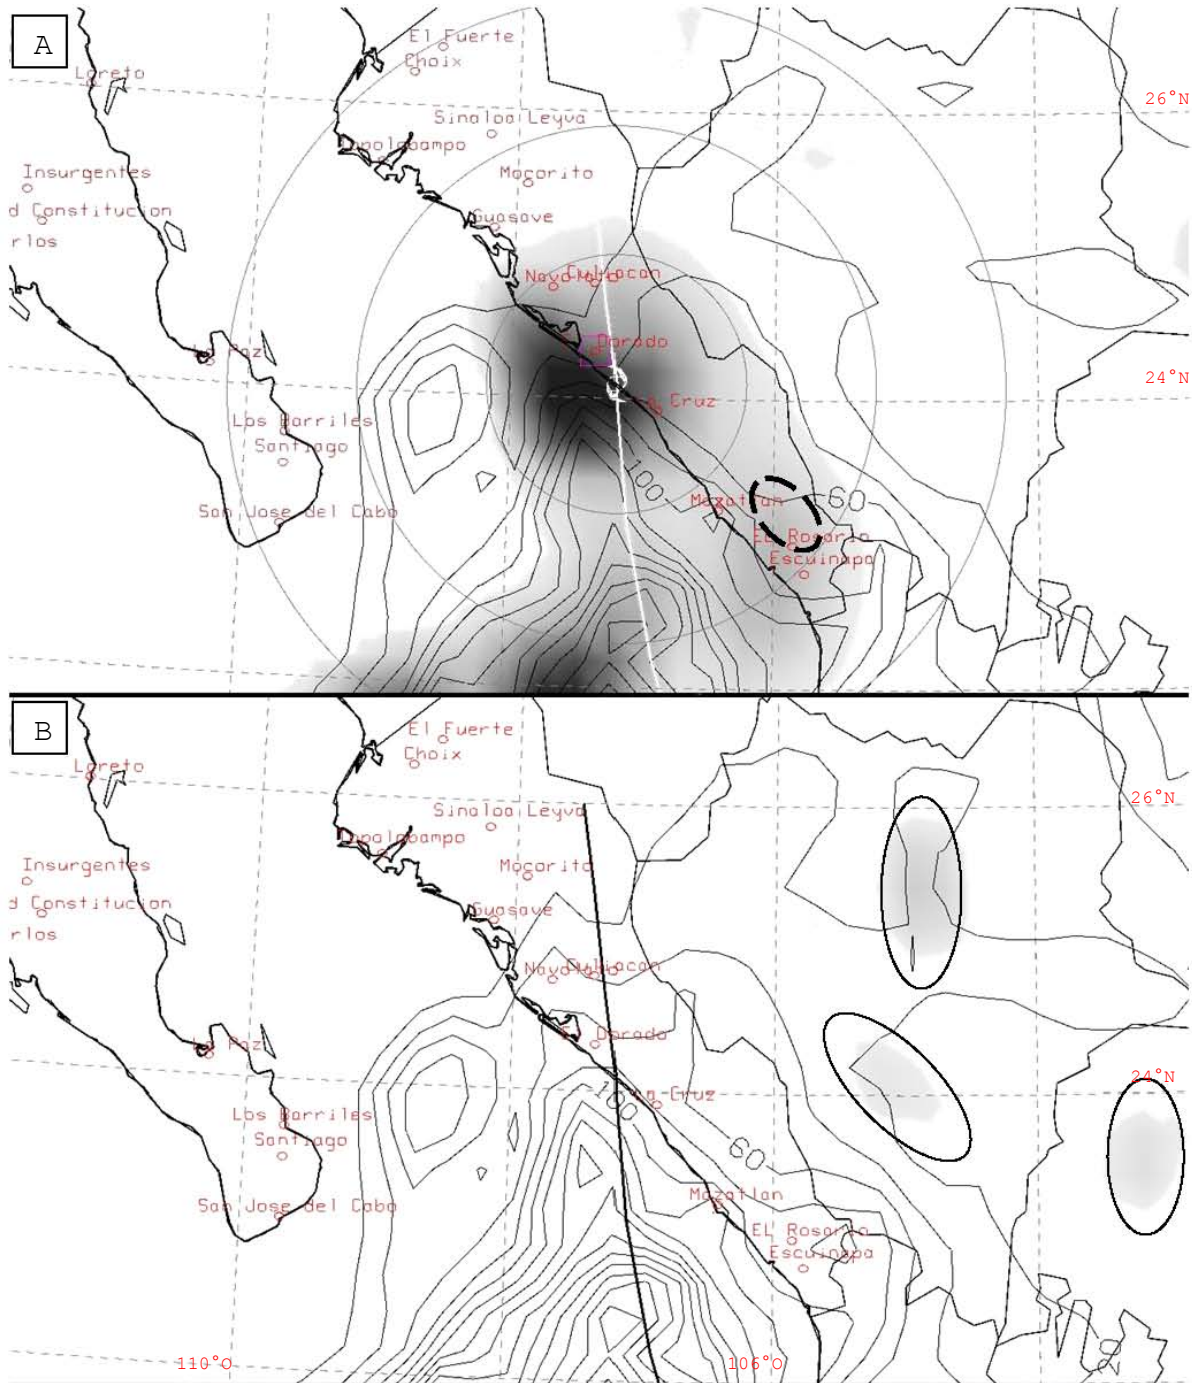 A
El Fuerte
Choix
Loreto
26°N
Sinaloa Leyva
Topolobampo
Insurgentes
Mocorito
d Constitucion
Guasave
rlos
Culiacan
Dorado
La Paz
24°N
Cruz
Los Barriles
Santiago
100
Mazatlan
60
San Jose del Cabo
EL Rosario
Escuinapa
B
El Fuerte
Choix
Loreto
26°N
Sinaloa Leyva
Topolobampo
Insurgentes
Mocorito
d Constitucion
Guasave
rlos
Culiacan
Dorado
La Paz
24°N
La Cruz
100
Los Barriles
Santiago
60
Mazatlan
San Jose del Cabo
EL Rosario
Escuinapa
20
110°O
106°O